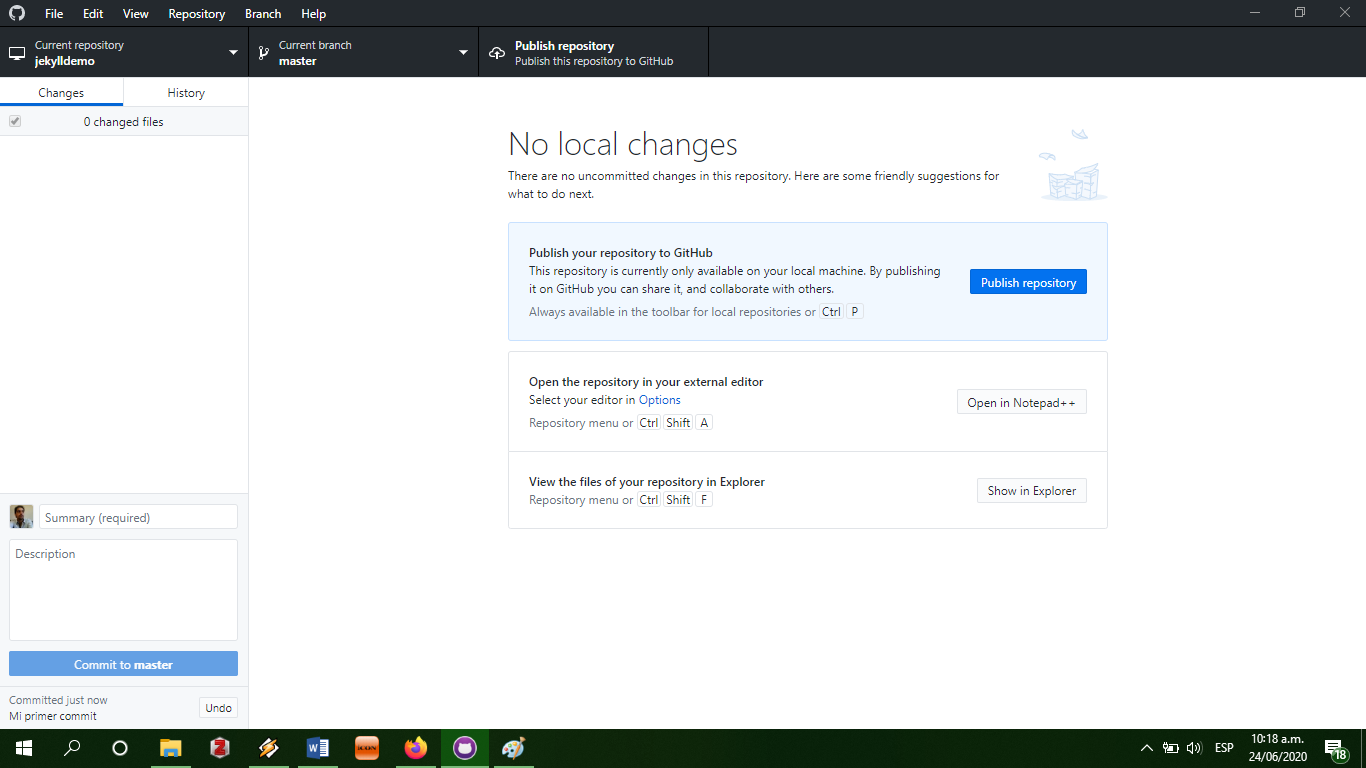 File Edit View Repository Branch Help
Current repository
jekylldemo
Current branch
master
Publish repository
Publish this repository to GitHub
Changes History
0 changed files
No local changes
There are no uncommitted changes in this repository. Here are some friendly suggestions for
what to do next.
Publish your repository to GitHub
This repository is currently only available on your local machine. By publishing
it on GitHub you can share it, and collaborate with others.
Always available in the toolbar for local repositories or Ctrl P
Publish repository
Open the repository in your external editor
Select your editor in Options
Repository menu or Ctrl Shift A
Open in Notepad++
View the files of your repository in Explorer
Repository menu or Ctrl Shift F
Show in Explorer
Summary (required)
Description
Commit to master
Committed just now
Mi primer commit
Undo
ESP
10:18 a.m.
24/06/2020
18